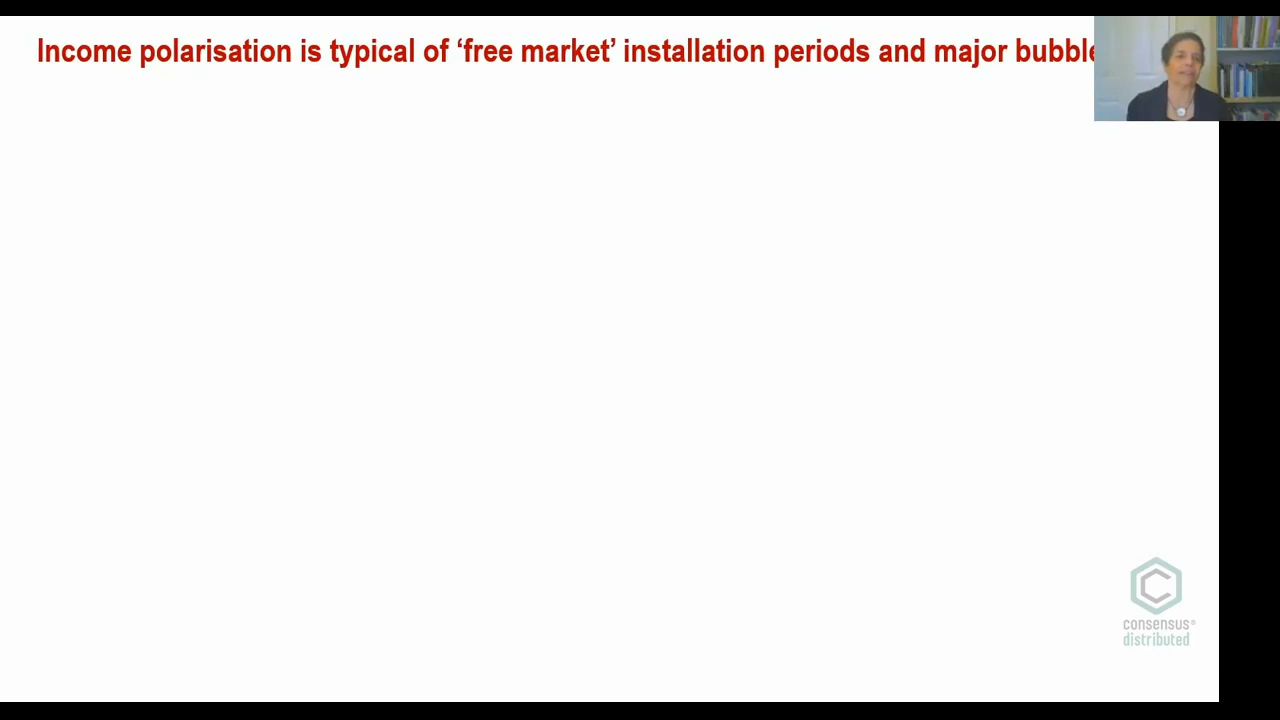 Income polarisation is typical of ‘free market’ installation periods and major bubble
consensus®
distributed